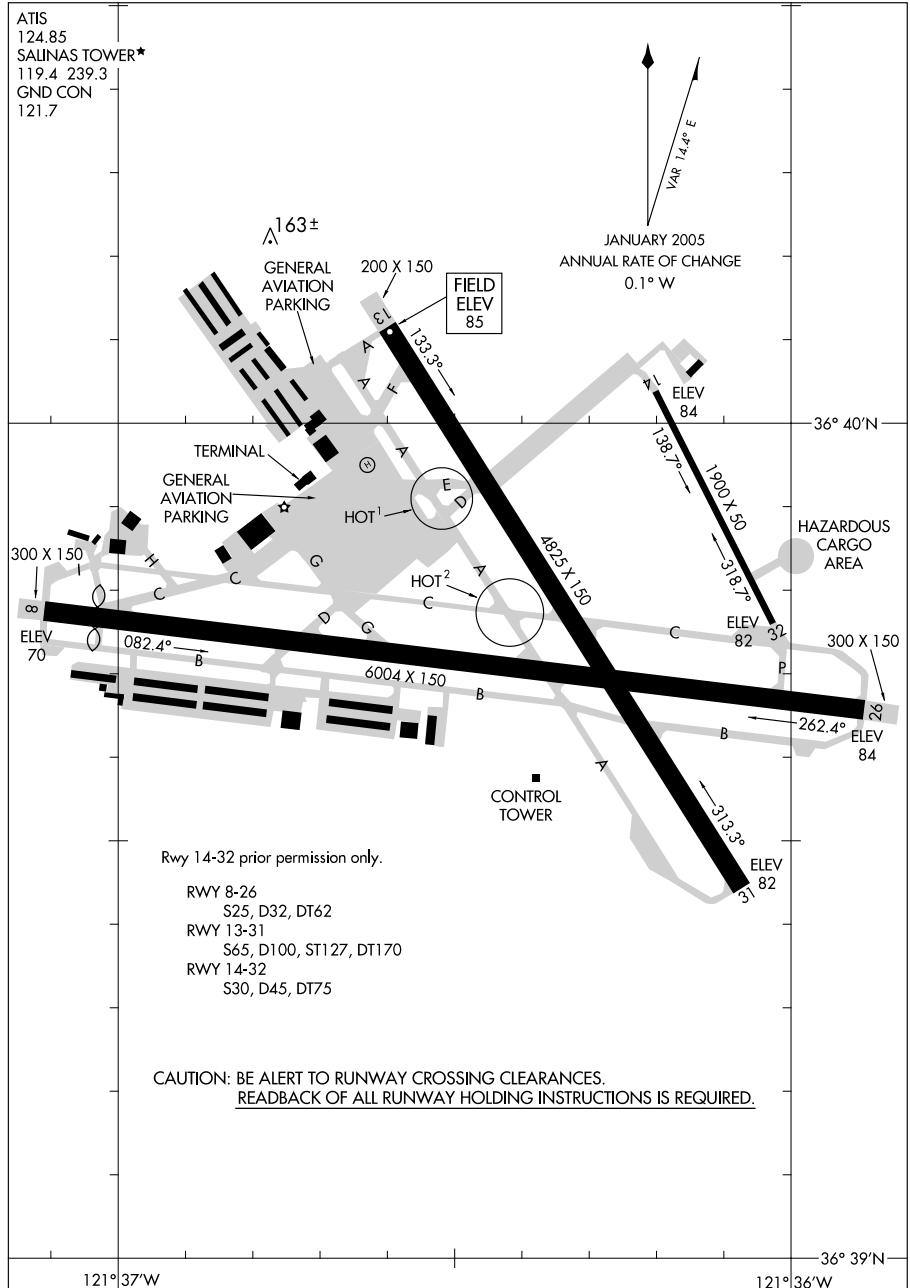 ATIS
124.85
SALINAS TOWER★
119.4 239.3
GND CON
121.7
VAR 14.4° E
JANUARY 2005
ANNUAL RATE OF CHANGE
0.1° W
163±
GENERAL
AVIATION
PARKING
200 X 150
FIELD
ELEV
85
13
133.3°
A
A
F
A
14
ELEV
84
36° 40'N
138.7°
1900 X 50
318.7°
TERMINAL
GENERAL
AVIATION
PARKING
H
HOT1
E
D
4825 X 150
HAZARDOUS
CARGO
AREA
300 X 150
H
G
HOT2
A
C
C
C
C
ELEV
82
32
300 X 150
8
ELEV
70
082.4°
D
G
B
6004 X 150
B
P
B
262.4°
26
ELEV
84
A
CONTROL
TOWER
313.3°
ELEV
82
31
Rwy 14-32 prior permission only.
RWY 8-26
S25, D32, DT62
RWY 13-31
S65, D100, ST127, DT170
RWY 14-32
S30, D45, DT75
CAUTION: BE ALERT TO RUNWAY CROSSING CLEARANCES.
READBACK OF ALL RUNWAY HOLDING INSTRUCTIONS IS REQUIRED.
36° 39'N
121° 37'W
121° 36'W